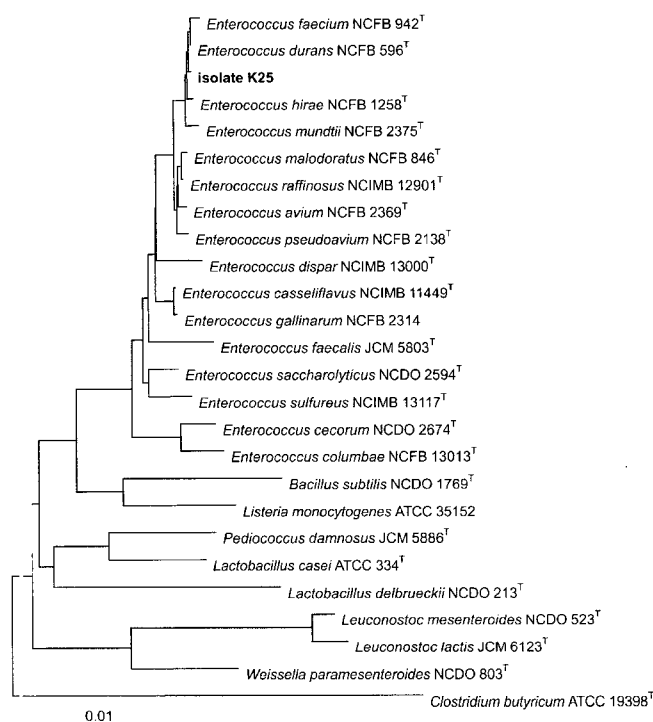 Enterococcus faecium NCFB 942T
Enterococcus durans NCFB 596T
isolate K25
Enterococcus hirae NCFB 1258T
Enterococcus mundtii NCFB 2375T
Enterococcus malodoratus NCFB 846T
Enterococcus raffinosus NCIMB 12901T
Enterococcus avium NCFB 2369T
Enterococcus pseudoavium NCFB 2138T
Enterococcus dispar NCIMB 13000T
Enterococcus casseliflavus NCIMB 11449T
Enterococcus gallinarum NCFB 2314
Enterococcus faecalis JCM 5803T
Enterococcus saccharolyticus NCDO 2594T
Enterococcus sulfureus NCIMB 13117T
Enterococcus cecorum NCDO 2674T
Enterococcus columbae NCFB 13013T
Bacillus subtilis NCDO 1769T
Listeria monocytogenes ATCC 35152
Pediococcus damnosus JCM 5886T
Lactobacillus casei ATCC 334T
Lactobacillus delbrueckii NCDO 213T
Leuconostoc mesenteroides NCDO 523T
Leuconostoc lactis JCM 6123T
Weissella paramesenteroides NCDO 803T
Clostridium butyricum ATCC 19398T
0.01